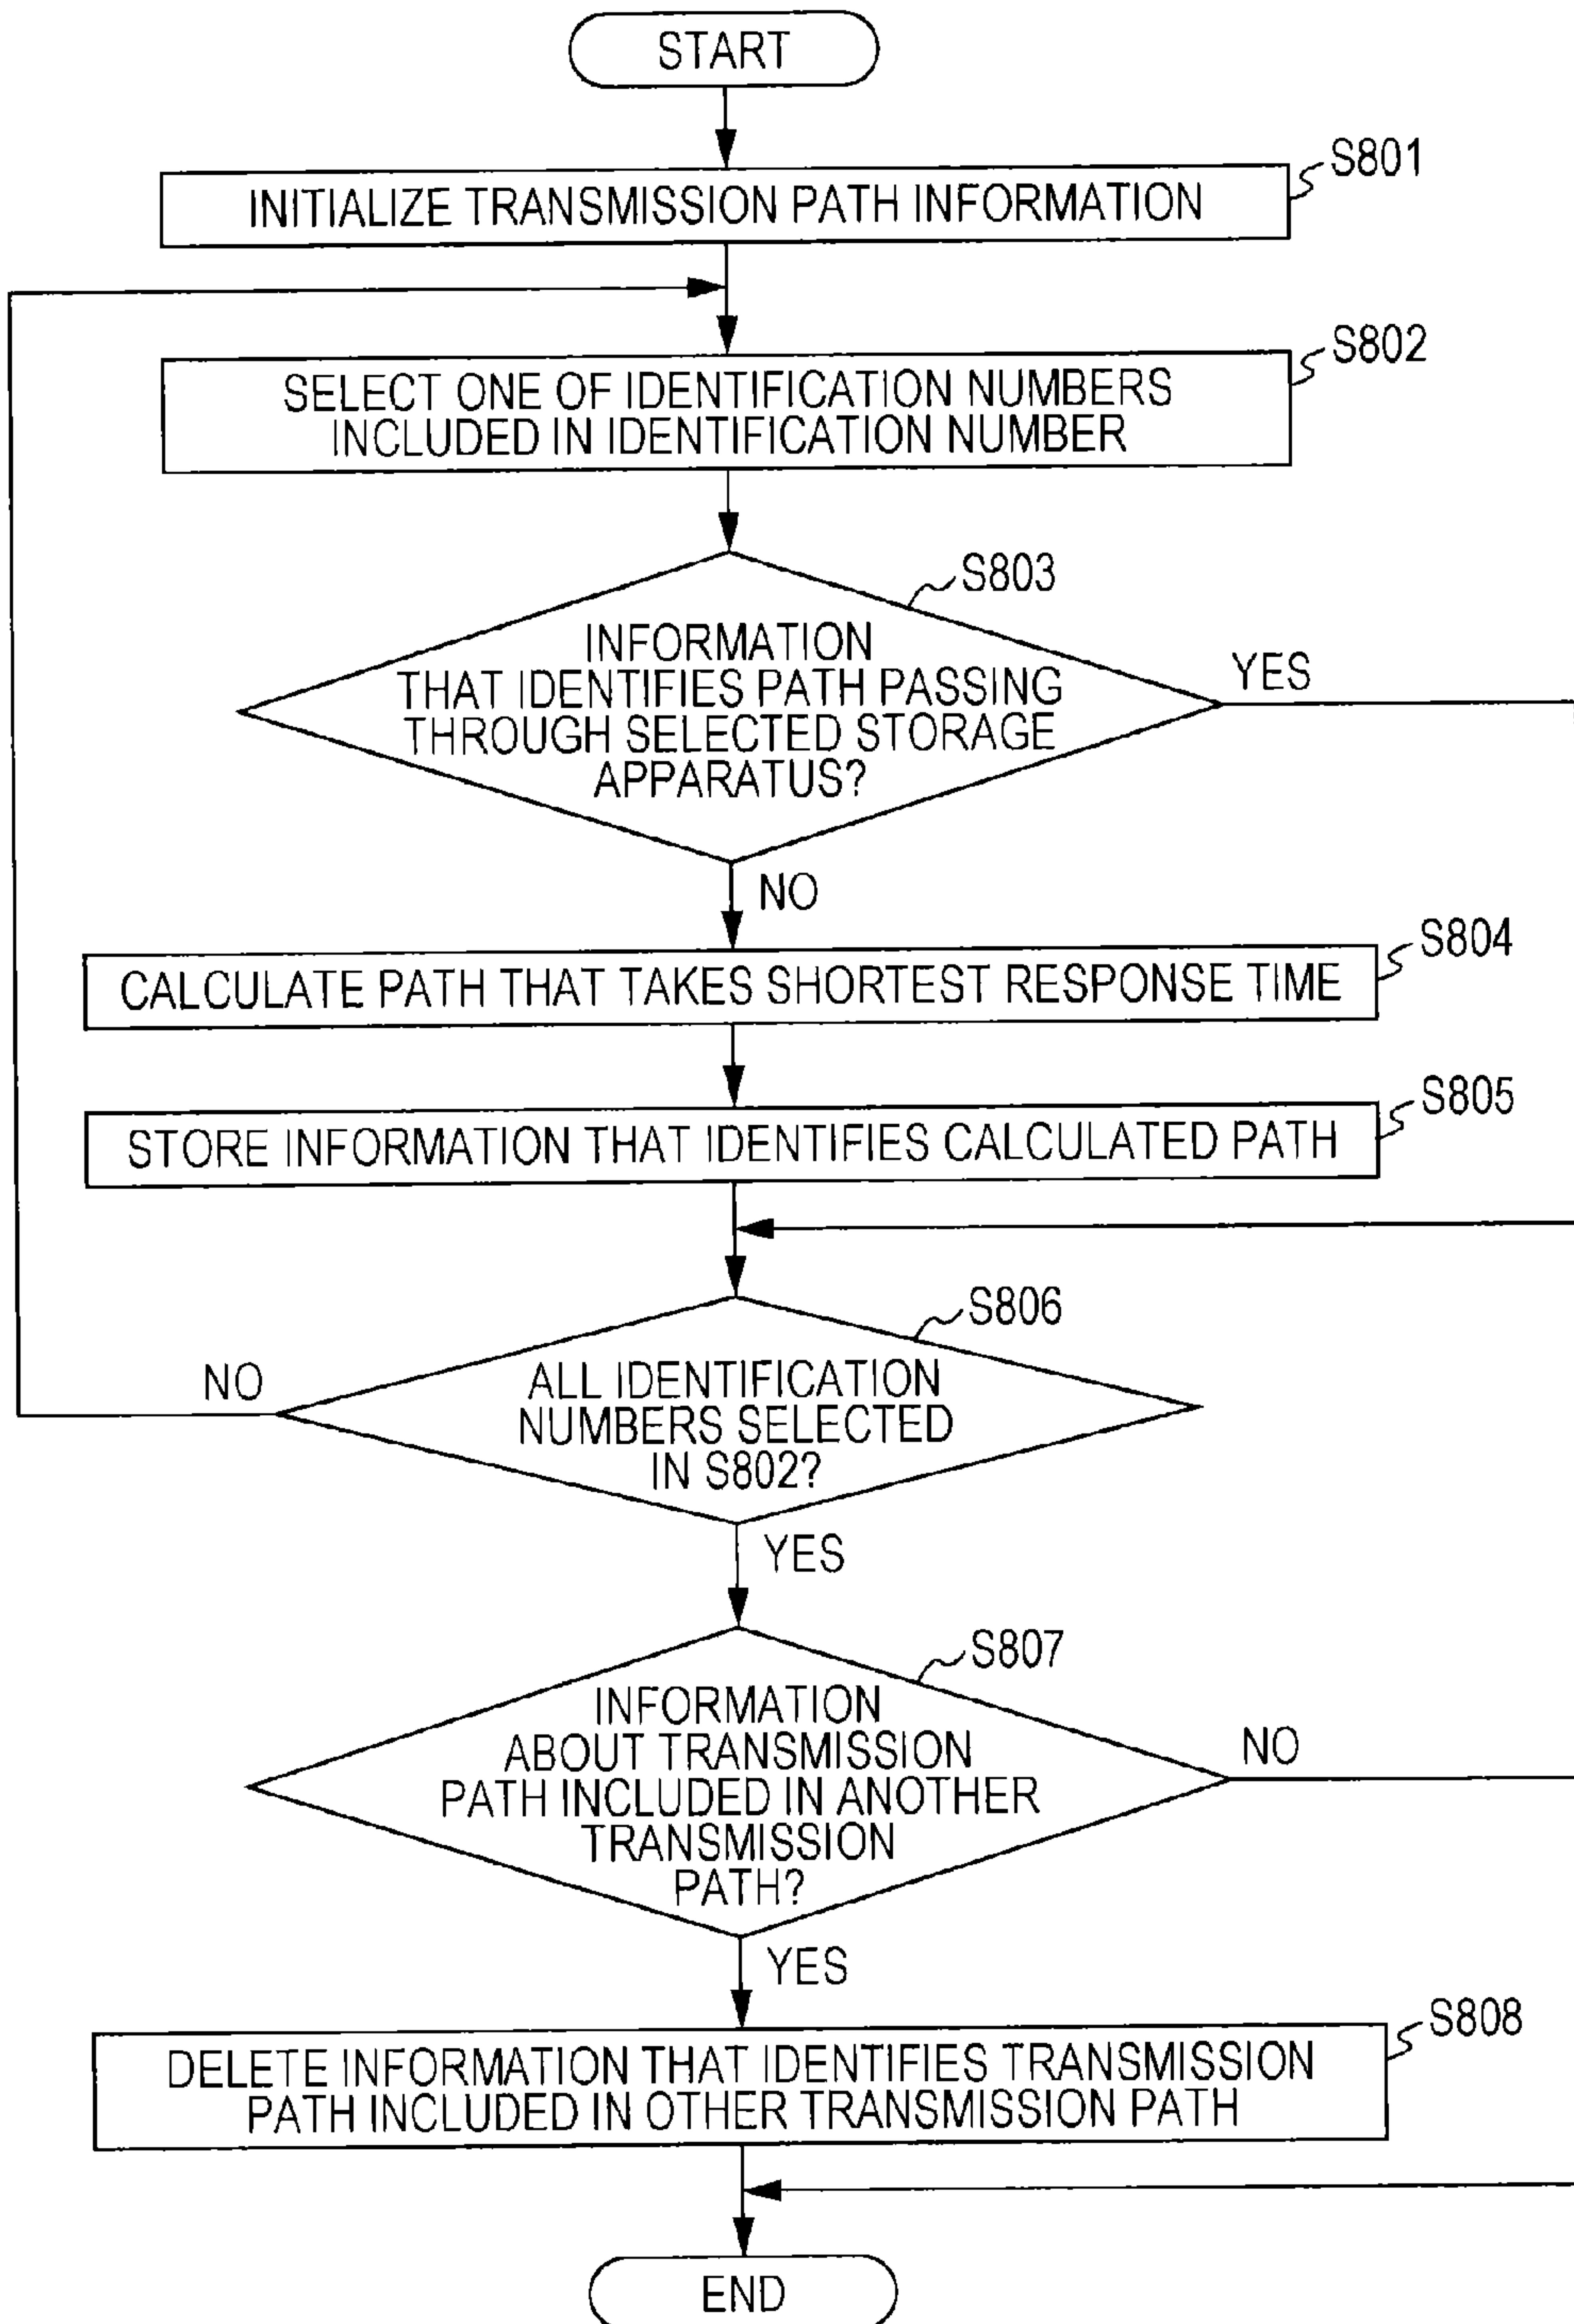 START
S801
INITIALIZE TRANSMISSION PATH INFORMATION
S802
SELECT ONE OF IDENTIFICATION NUMBERS
INCLUDED IN IDENTIFICATION NUMBER
S803
INFORMATION
THAT IDENTIFIES PATH PASSING
THROUGH SELECTED STORAGE
APPARATUS?
YES
NO
S804
CALCULATE PATH THAT TAKES SHORTEST RESPONSE TIME
S805
STORE INFORMATION THAT IDENTIFIES CALCULATED PATH
S806
NO
ALL IDENTIFICATION
NUMBERS SELECTED
IN S802?
YES
S807
INFORMATION
ABOUT TRANSMISSION
PATH INCLUDED IN ANOTHER
TRANSMISSION
PATH?
NO
YES
S808
DELETE INFORMATION THAT IDENTIFIES TRANSMISSION
PATH INCLUDED IN OTHER TRANSMISSION PATH
END